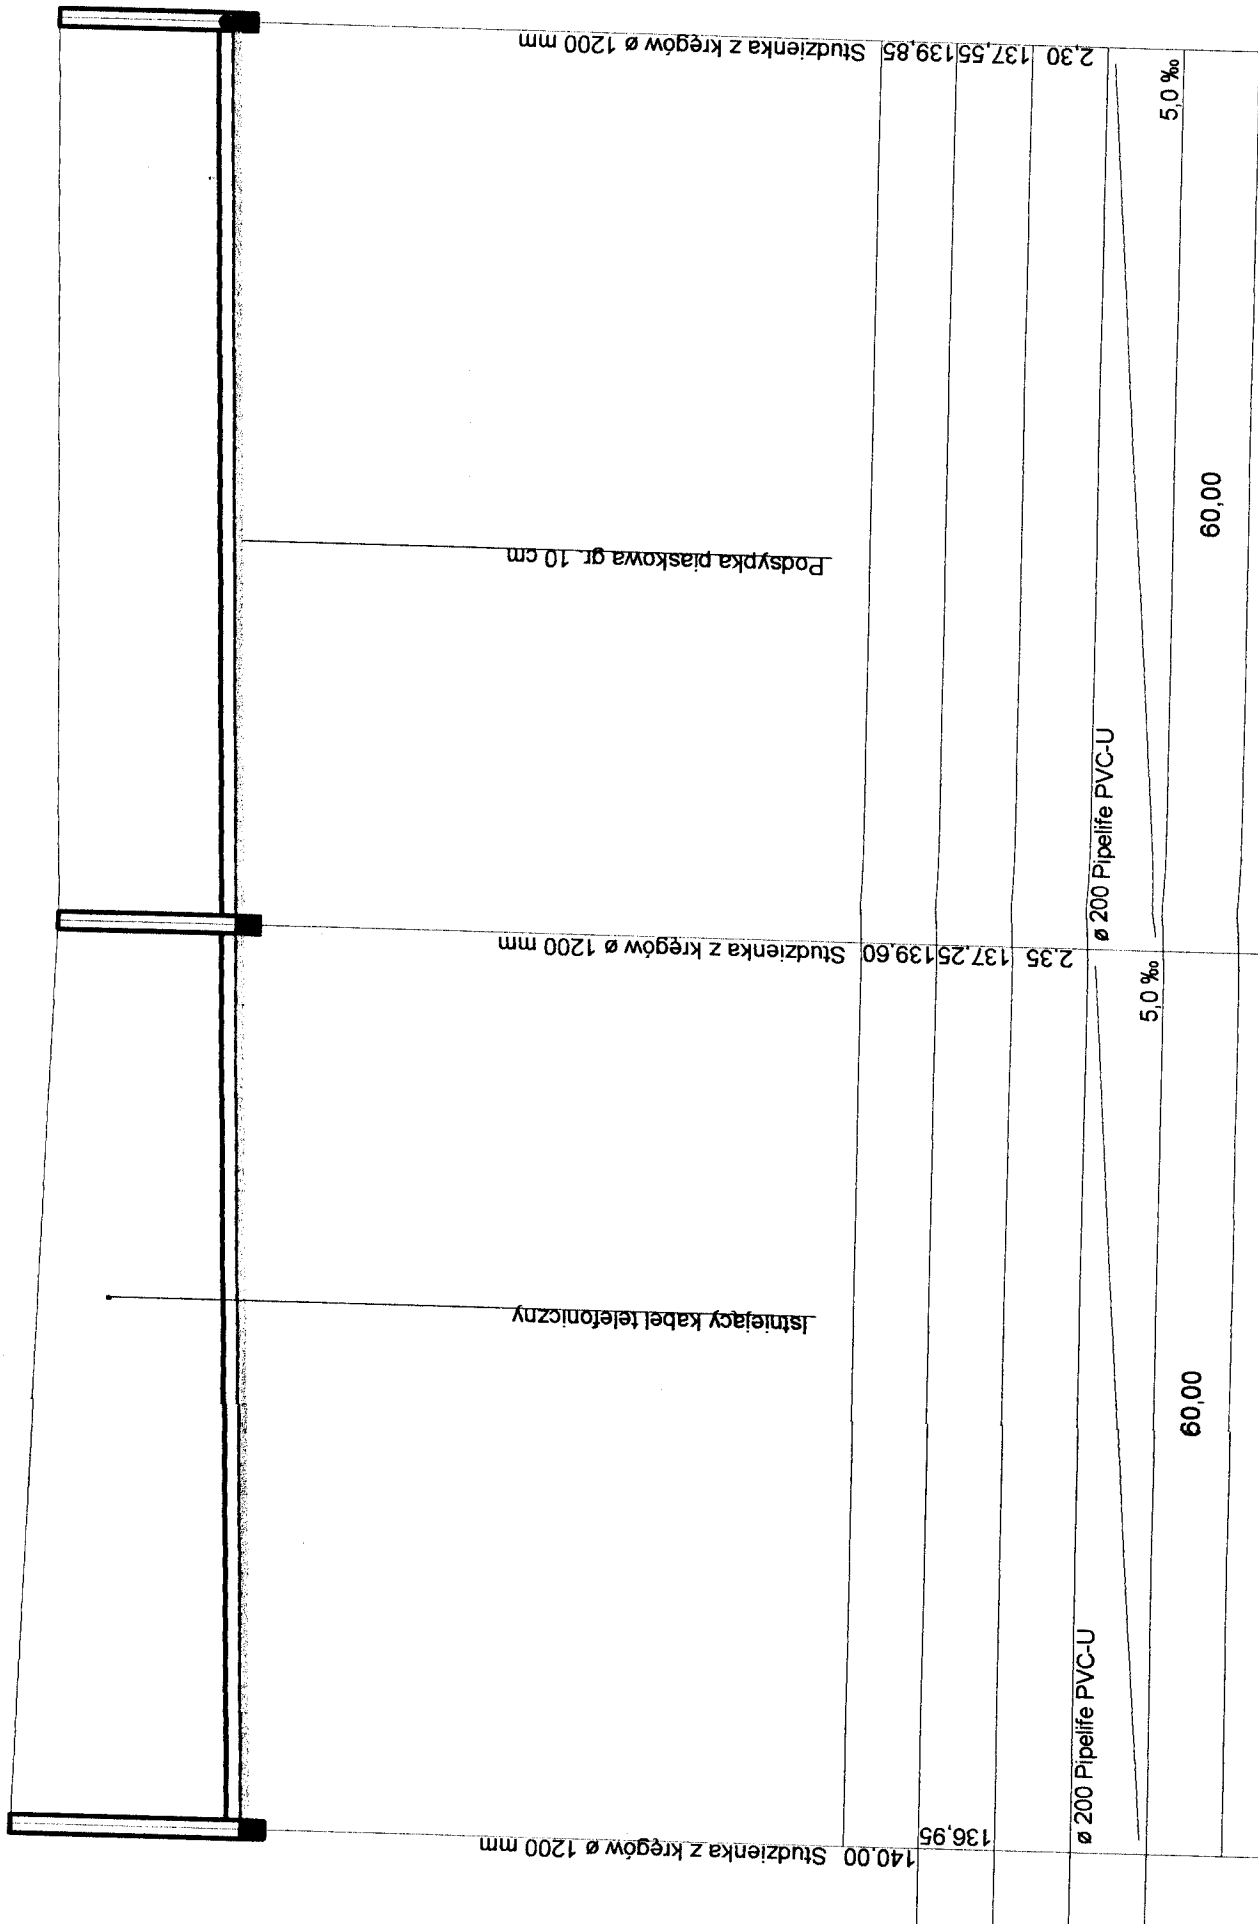 Studzienka z kręgów ø 1200 mm
139,85
137,55
2,30
5,0 ‰
60,00
Podsypka piaskowa gr. 10 cm
ø 200 Pipelife PVC-U
Studzienka z kręgów ø 1200 mm
139.60
137.25
2.35
5,0 ‰
60,00
Istniejący kabel telefoniczny
ø 200 Pipelife PVC-U
Studzienka z kręgów ø 1200 mm
140.00
136,95